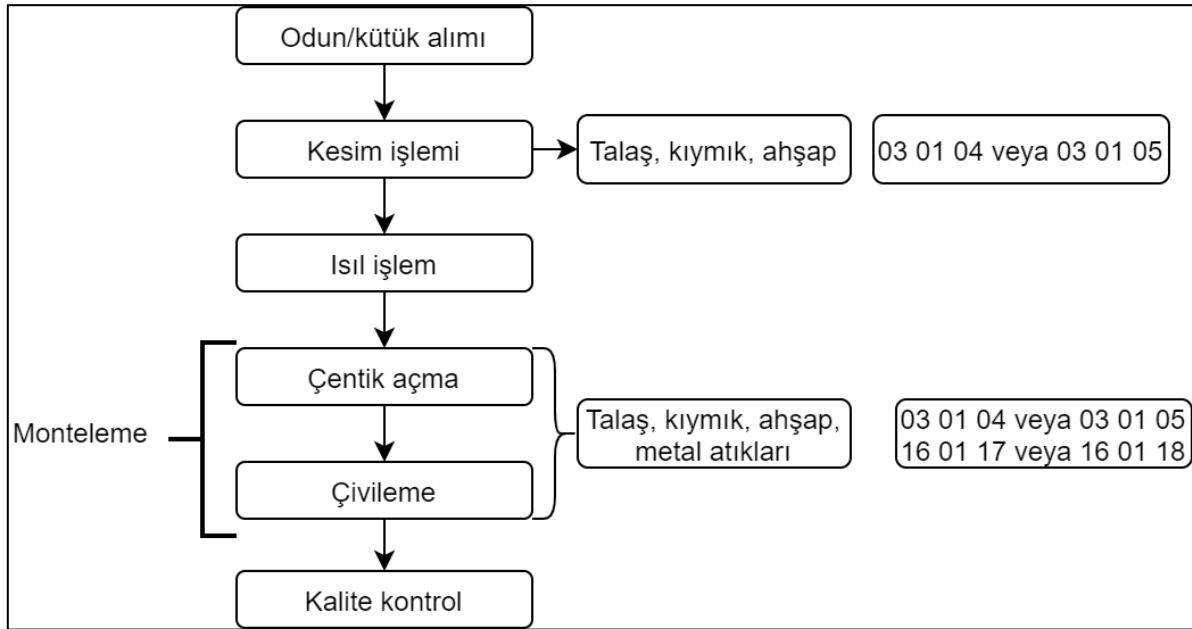 Odun/kütük alımı
Kesim işlemi
Talaş, kıymık, ahşap
03 01 04 veya 03 01 05
Isıl işlem
Monteleme
Çentik açma
Çivileme
Talaş, kıymık, ahşap,
metal atıkları
03 01 04 veya 03 01 05
16 01 17 veya 16 01 18
Kalite kontrol